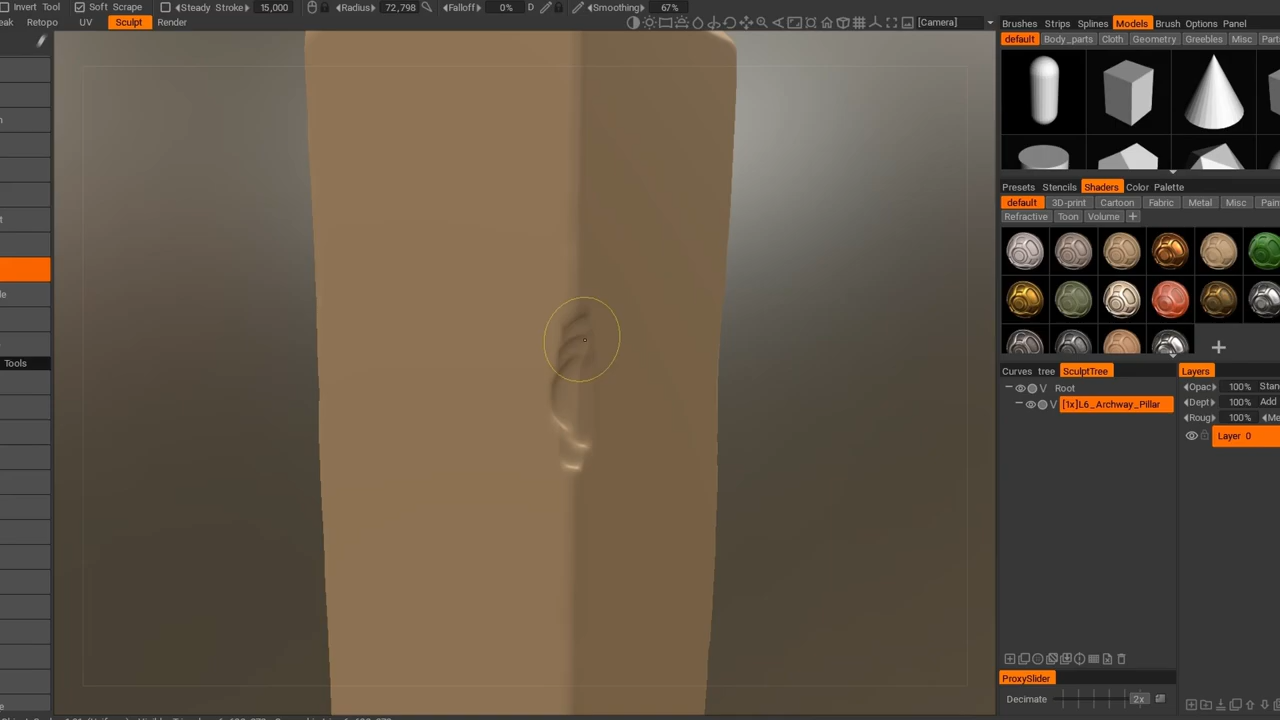 Invert Tool Soft Scrape Steady Stroke 15,000 Radius 72,798 Falloff 0% D Smoothing 67%
Retopo UV Sculpt Render [Camera]
Brushes Strips Splines Models Brush Options Panel
default Body_parts Cloth Geometry Greebles Misc
Presets Stencils Shaders Color Palette
default 3D-print Cartoon Fabric Metal Misc
Refractive Toon Volume
Curves tree SculptTree Layers
V Root
V [1x]L6_Archway_Pillar
Opac 100%
Dept 100% Add
Roug 100%
Layer 0
Tools
ProxySlider
Decimate 2x